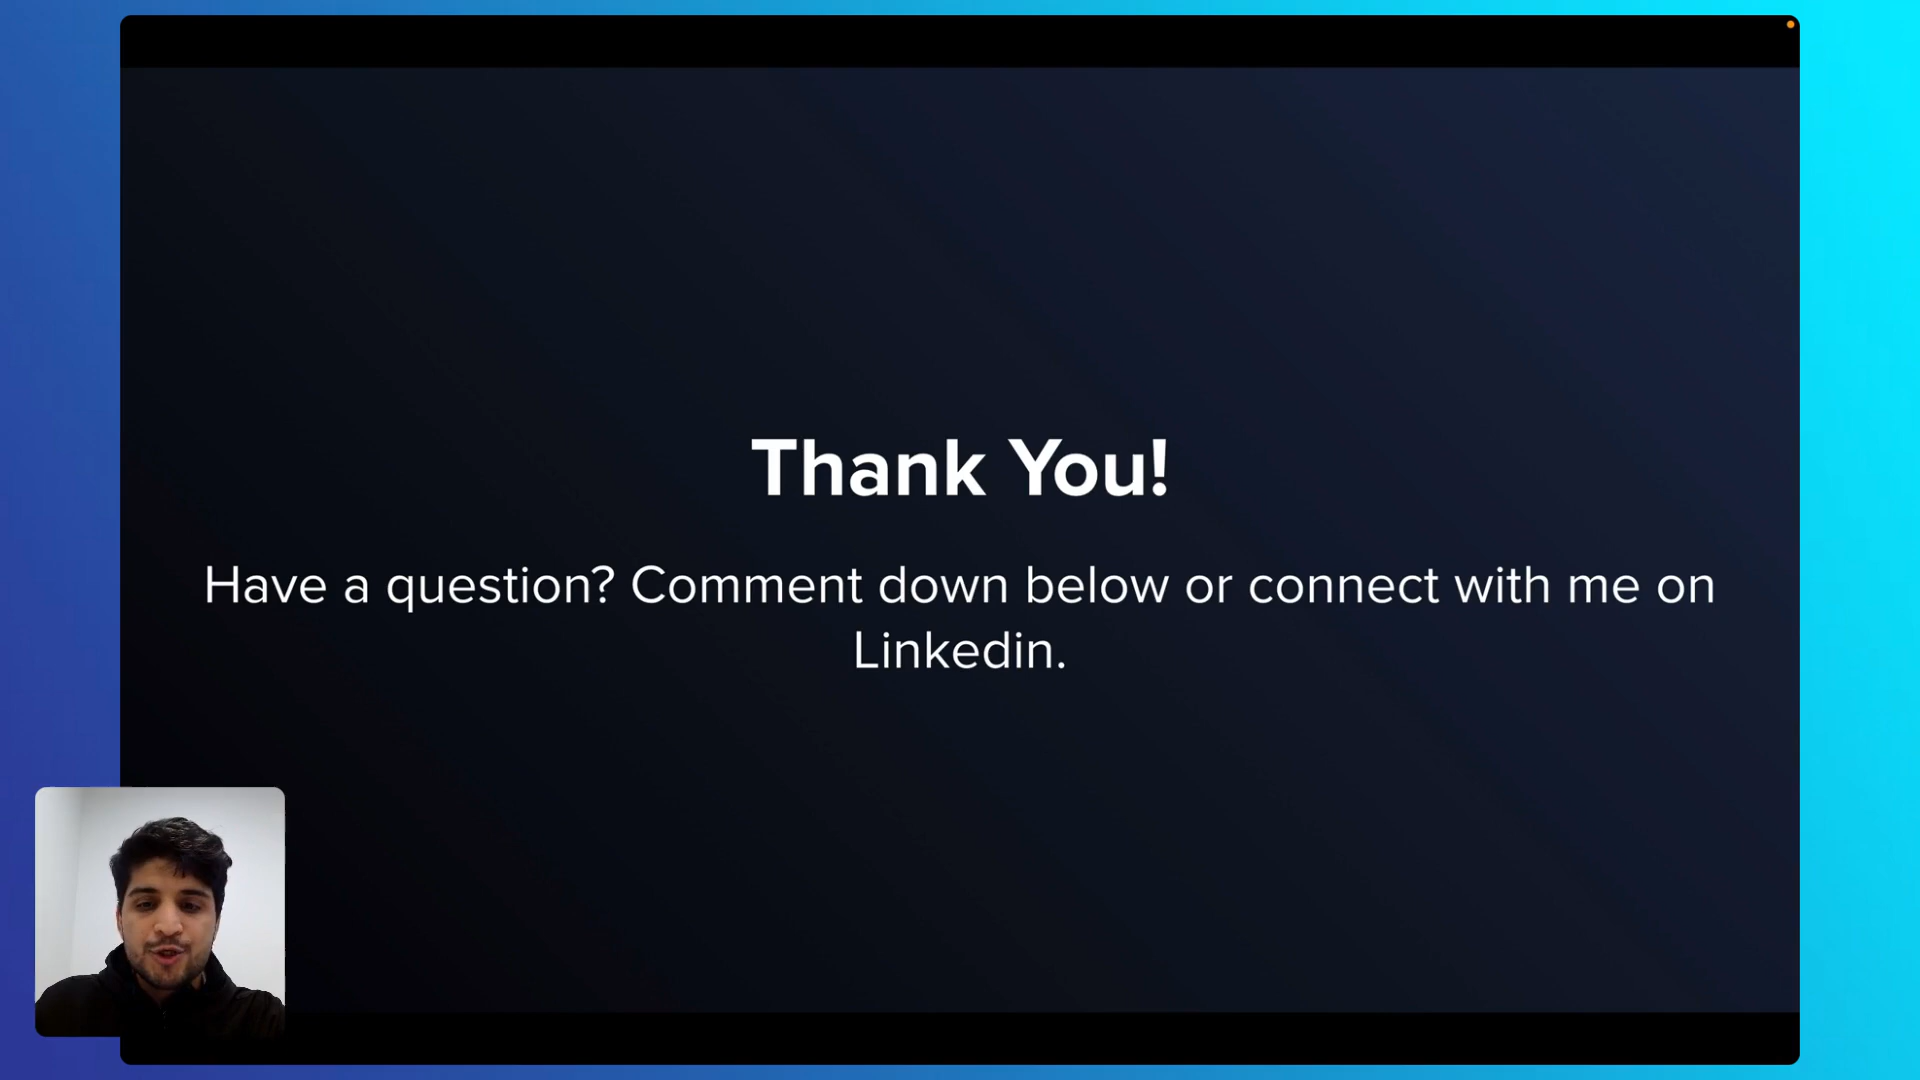 Thank You!
Have a question? Comment down below or connect with me on
Linkedin.